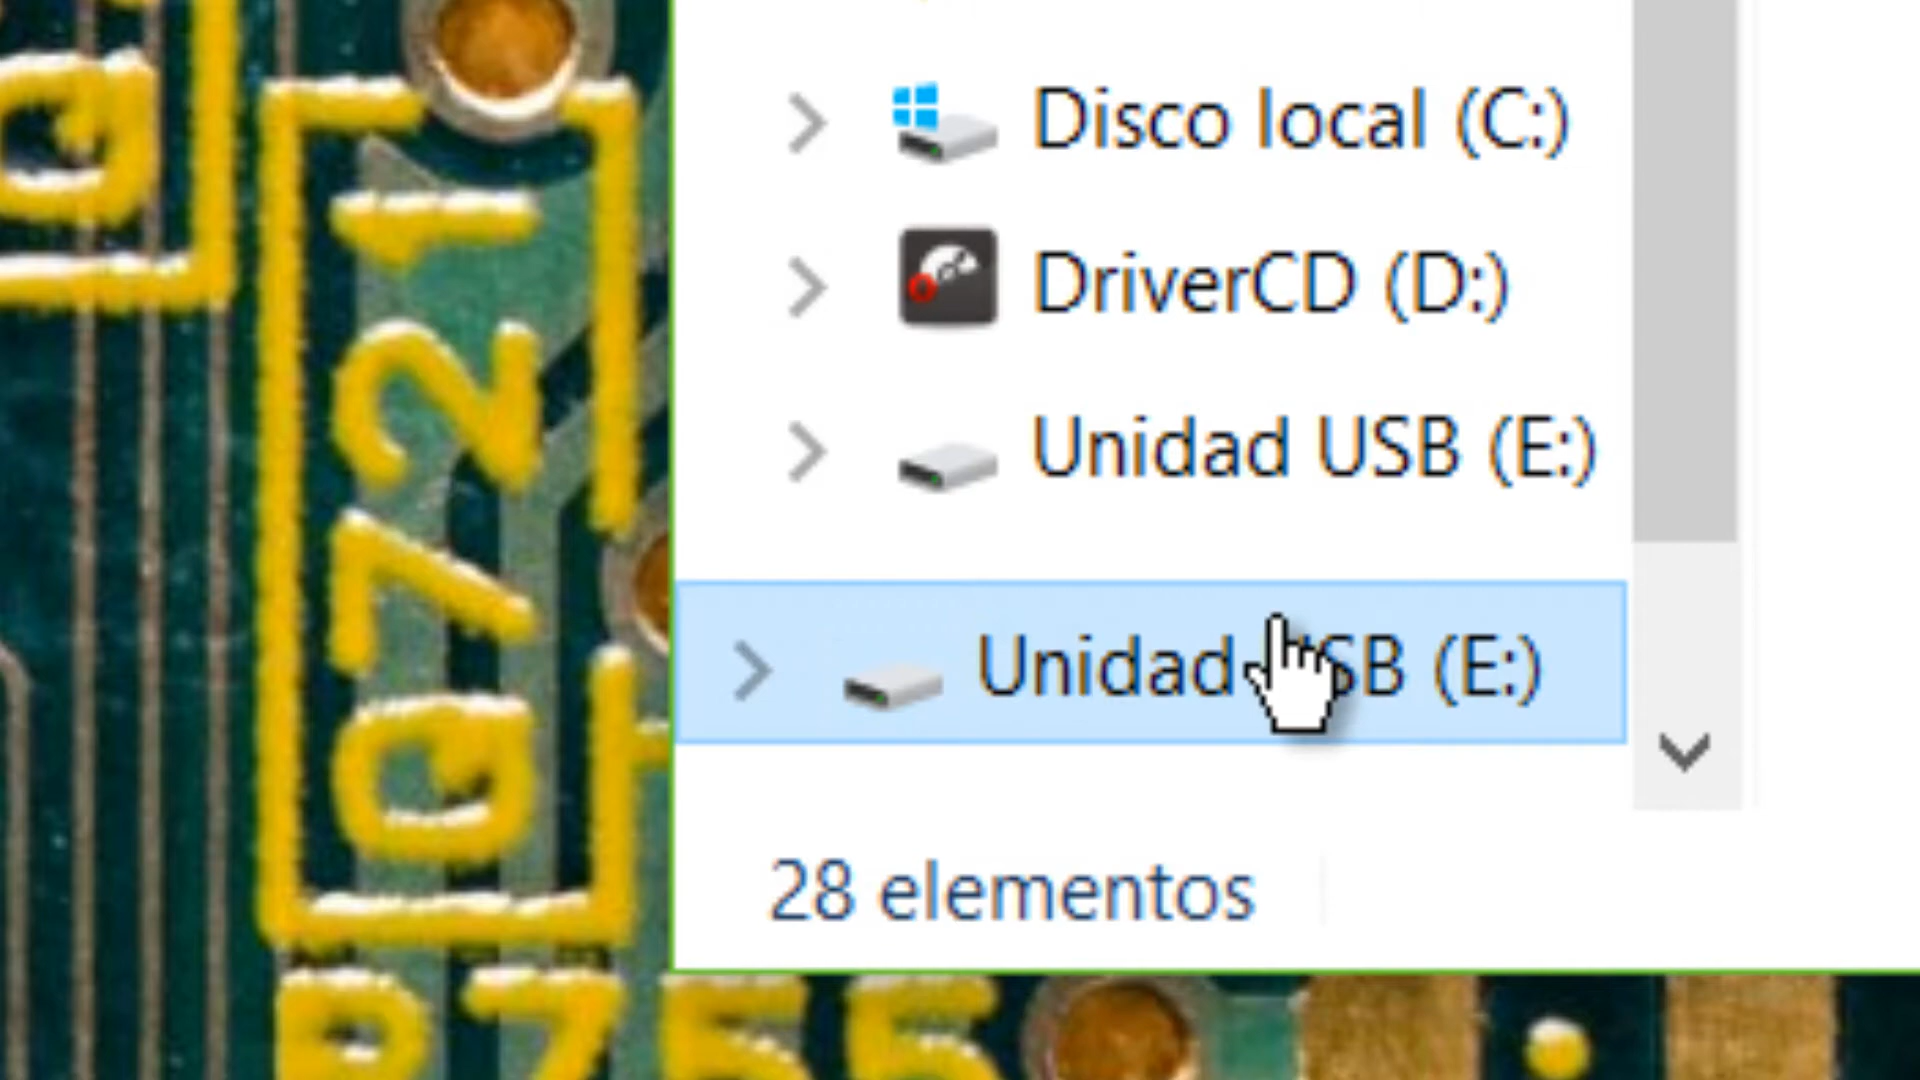 Disco local (C:)
DriverCD (D:)
Unidad USB (E:)
Unidad USB (E:)
28 elementos